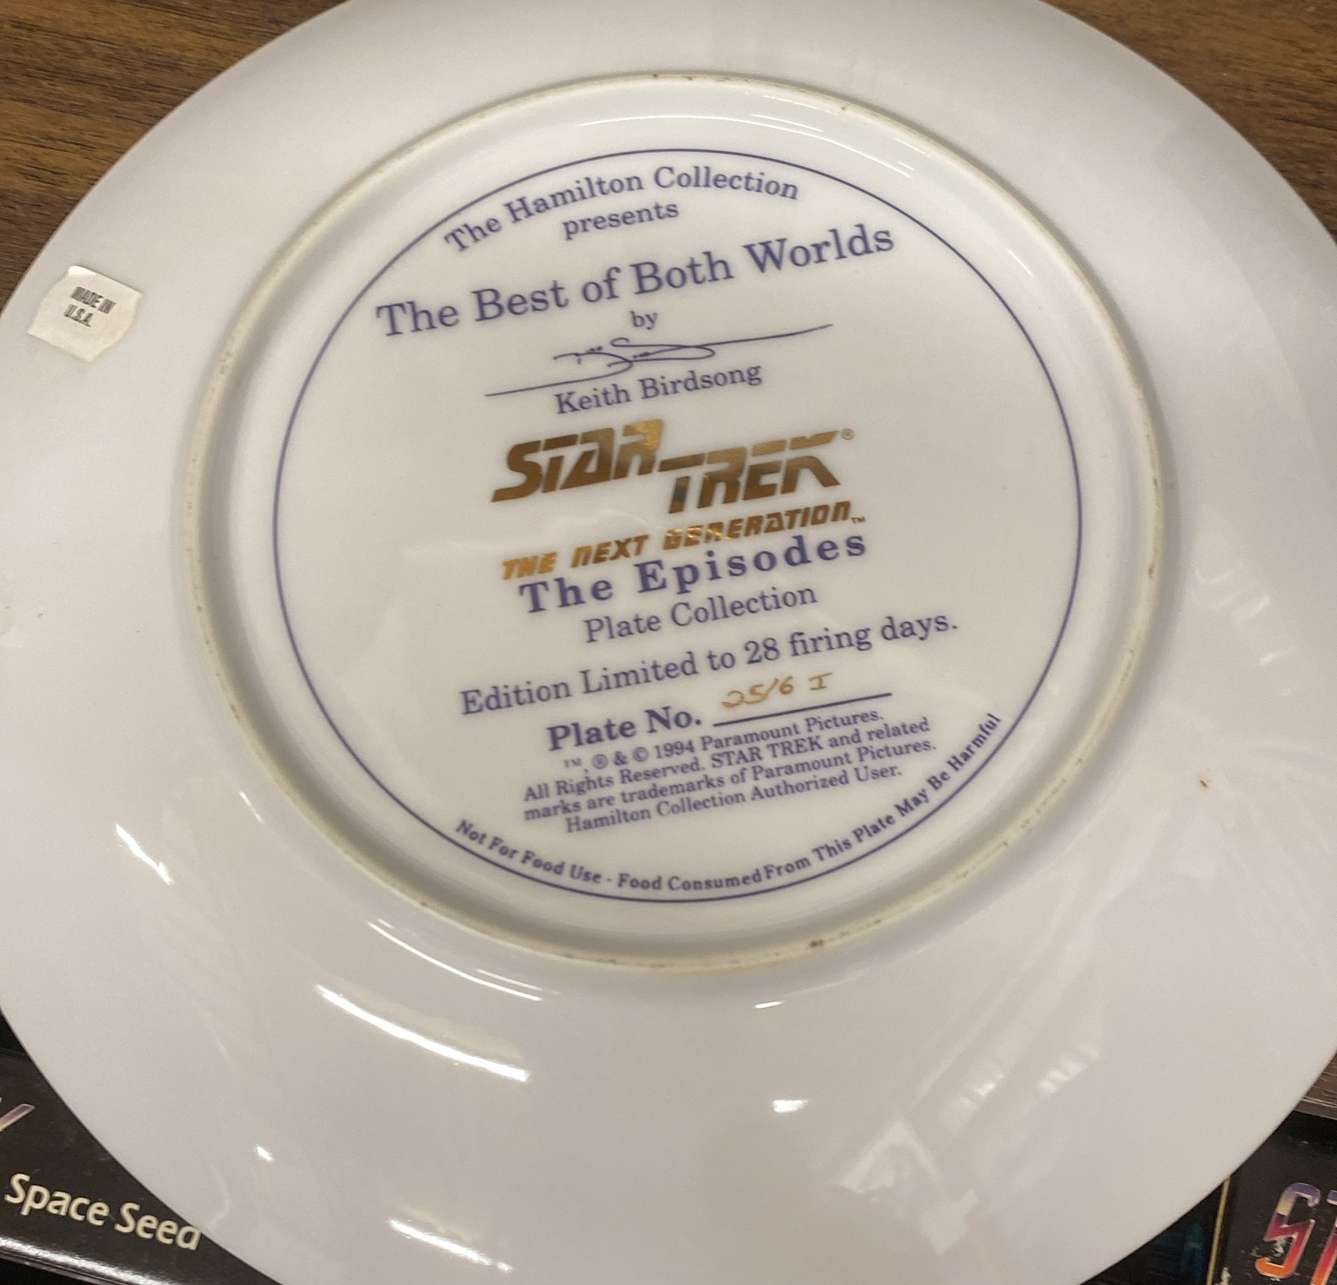 The Hamilton Collection
presents
The Best of Both Worlds
by
Keith Birdsong
STAR TREK®
THE NEXT GENERATION™
The Episodes
Plate Collection
Edition Limited to 28 firing days.
Plate No. 2516 I
™, ® & © 1994 Paramount Pictures.
All Rights Reserved. STAR TREK and related
marks are trademarks of Paramount Pictures.
Hamilton Collection Authorized User.
Not For Food Use - Food Consumed From This Plate May Be Harmful
MADE IN
U.S.A.
Space Seed